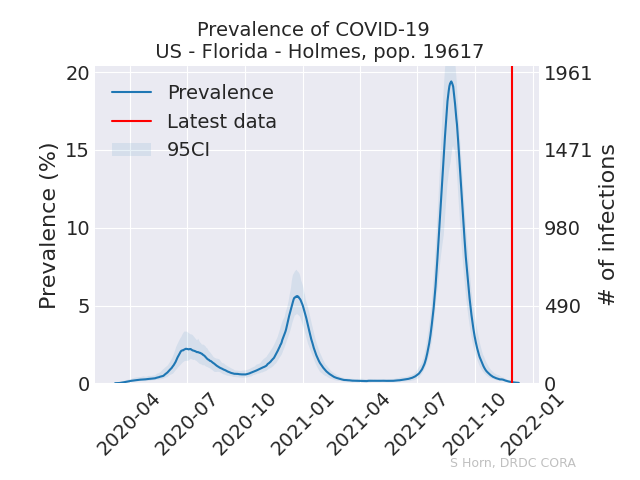 Prevalence of COVID-19
US - Florida - Holmes, pop. 19617
Prevalence
Latest data
95CI
Prevalence (%)
20
15
10
5
0
1961
1471
980
490
0
# of infections
2020-04
2020-07
2020-10
2021-01
2021-04
2021-07
2021-10
2022-01
S Horn, DRDC CORA